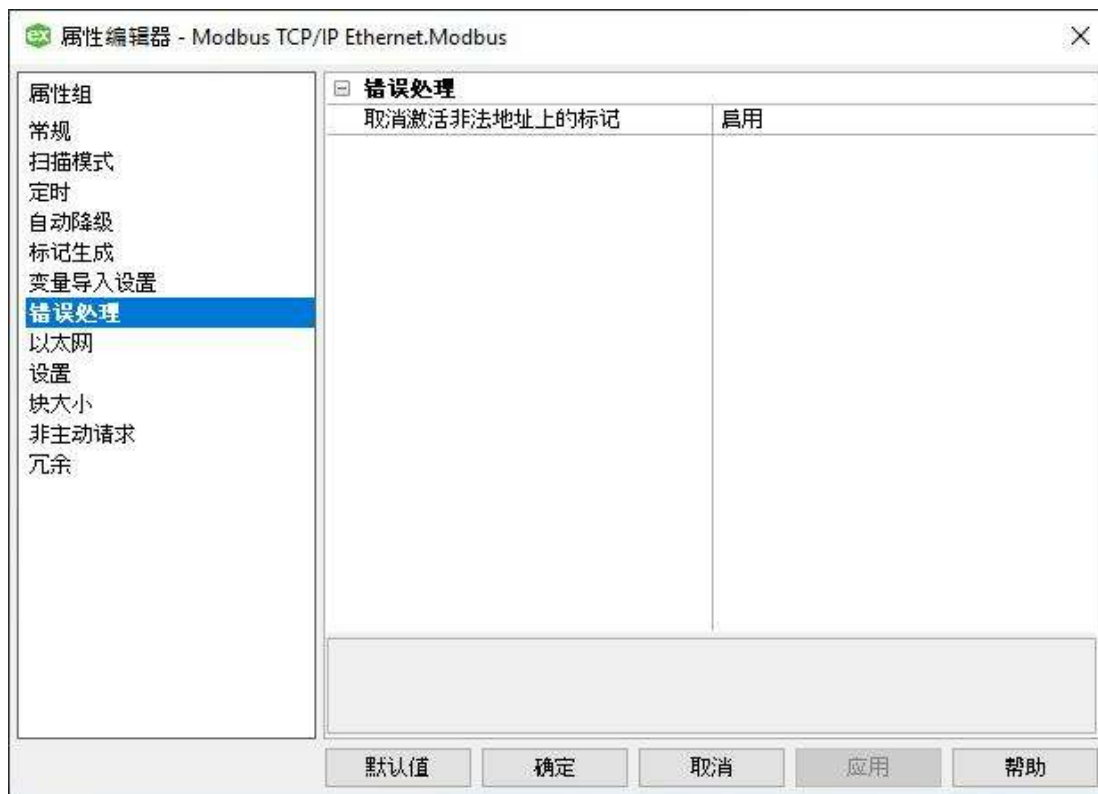 属性编辑器 - Modbus TCP/IP Ethernet.Modbus
属性组
常规
扫描模式
定时
自动降级
标记生成
变量导入设置
错误处理
以太网
设置
块大小
非主动请求
冗余
错误处理
取消激活非法地址上的标记 启用
默认值 确定 取消 应用 帮助